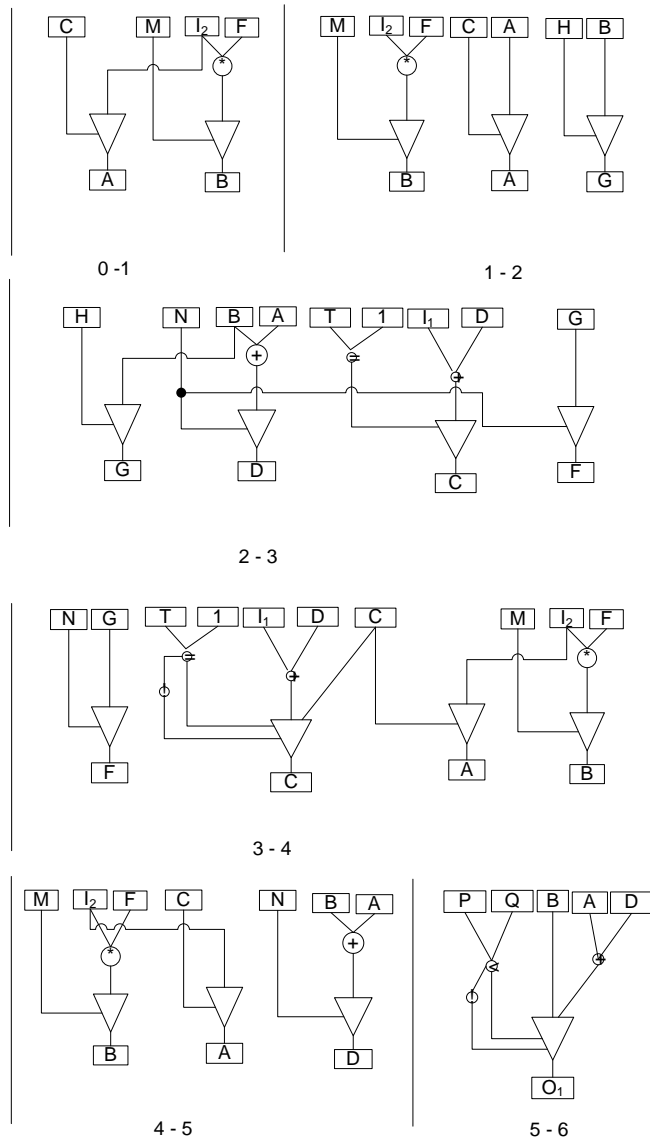 C M I₂ F M I₂ F C A H B
* *
A B B A G
0 -1 1 - 2
H N B A T 1 I₁ D G
+ = +
G D C F
2 - 3
N G T 1 I₁ D C M I₂ F
= *
- +
F C A B
3 - 4
M I₂ F C N B A P Q B A D
+ < +
* -
B A D O₁
4 - 5 5 - 6